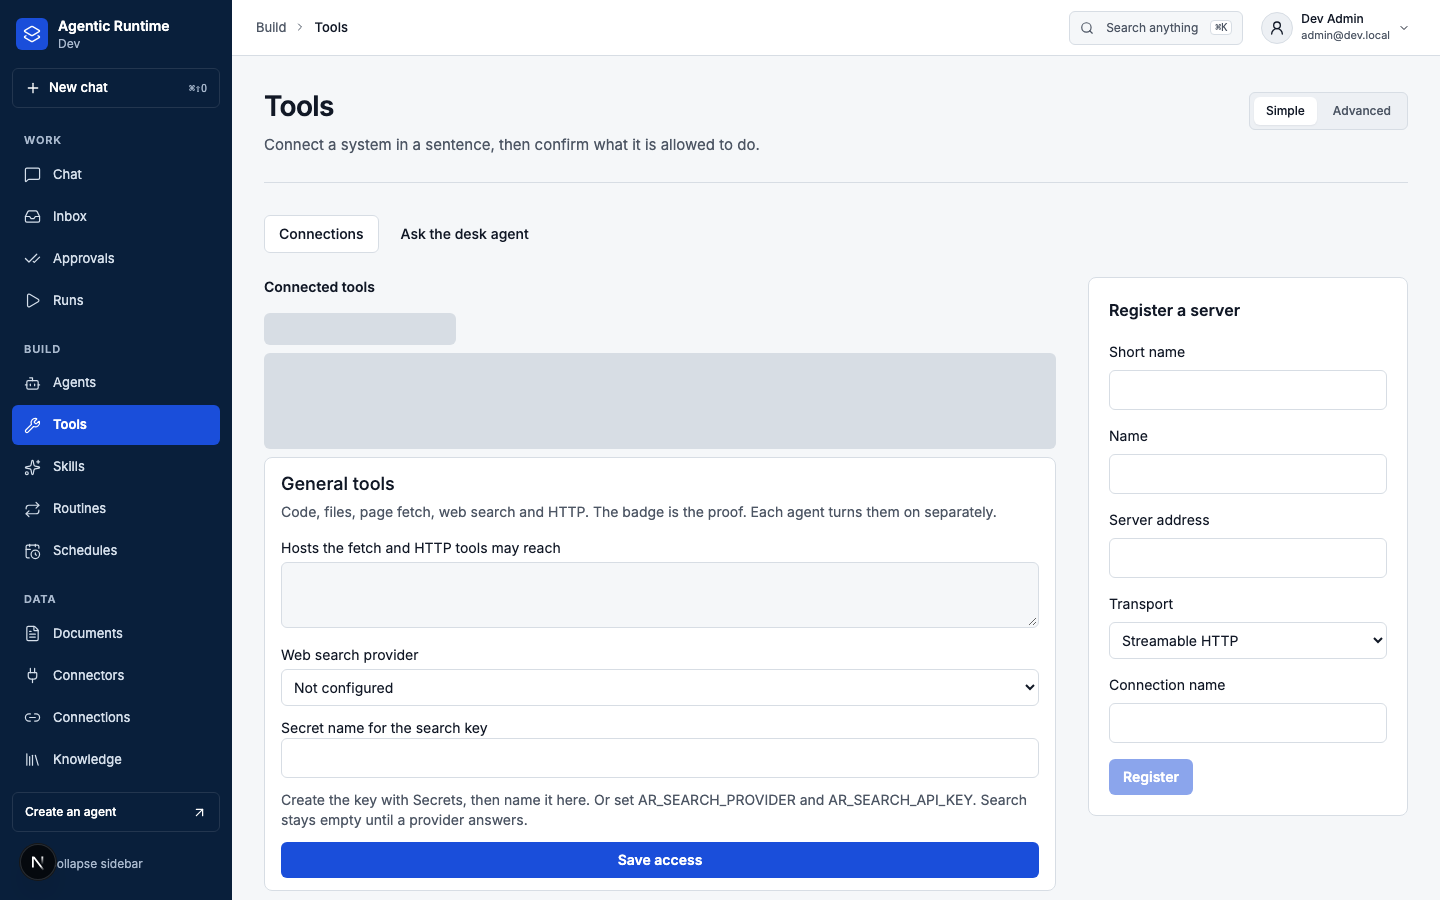 Agentic Runtime
Dev
New chat
⌘⇧O
WORK
Chat
Inbox
Approvals
Runs
BUILD
Agents
Tools
Skills
Routines
Schedules
DATA
Documents
Connectors
Connections
Knowledge
Create an agent
N
ollapse sidebar
Build
Tools
Search anything
⌘K
Dev Admin
admin@dev.local
Tools
Simple
Advanced
Connect a system in a sentence, then confirm what it is allowed to do.
Connections
Ask the desk agent
Connected tools
General tools
Code, files, page fetch, web search and HTTP. The badge is the proof. Each agent turns them on separately.
Hosts the fetch and HTTP tools may reach
Web search provider
Not configured
Secret name for the search key
Create the key with Secrets, then name it here. Or set AR_SEARCH_PROVIDER and AR_SEARCH_API_KEY. Search
stays empty until a provider answers.
Save access
Register a server
Short name
Name
Server address
Transport
Streamable HTTP
Connection name
Register